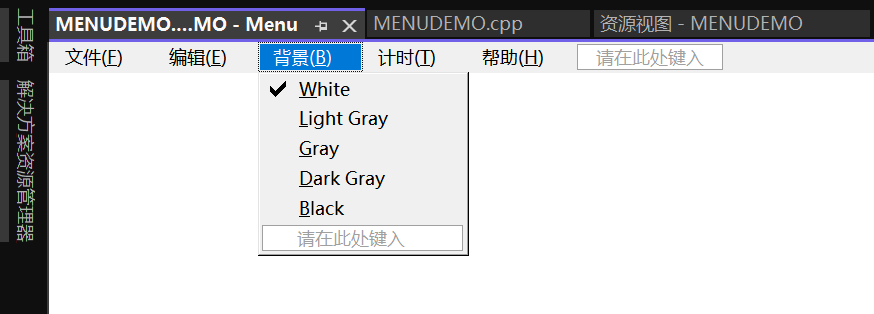 MENUDEMO....MO - Menu
MENUDEMO.cpp
资源视图 - MENUDEMO
工具箱
解决方案资源管理器
文件(F)
编辑(E)
背景(B)
计时(T)
帮助(H)
请在此处键入
White
Light Gray
Gray
Dark Gray
Black
请在此处键入